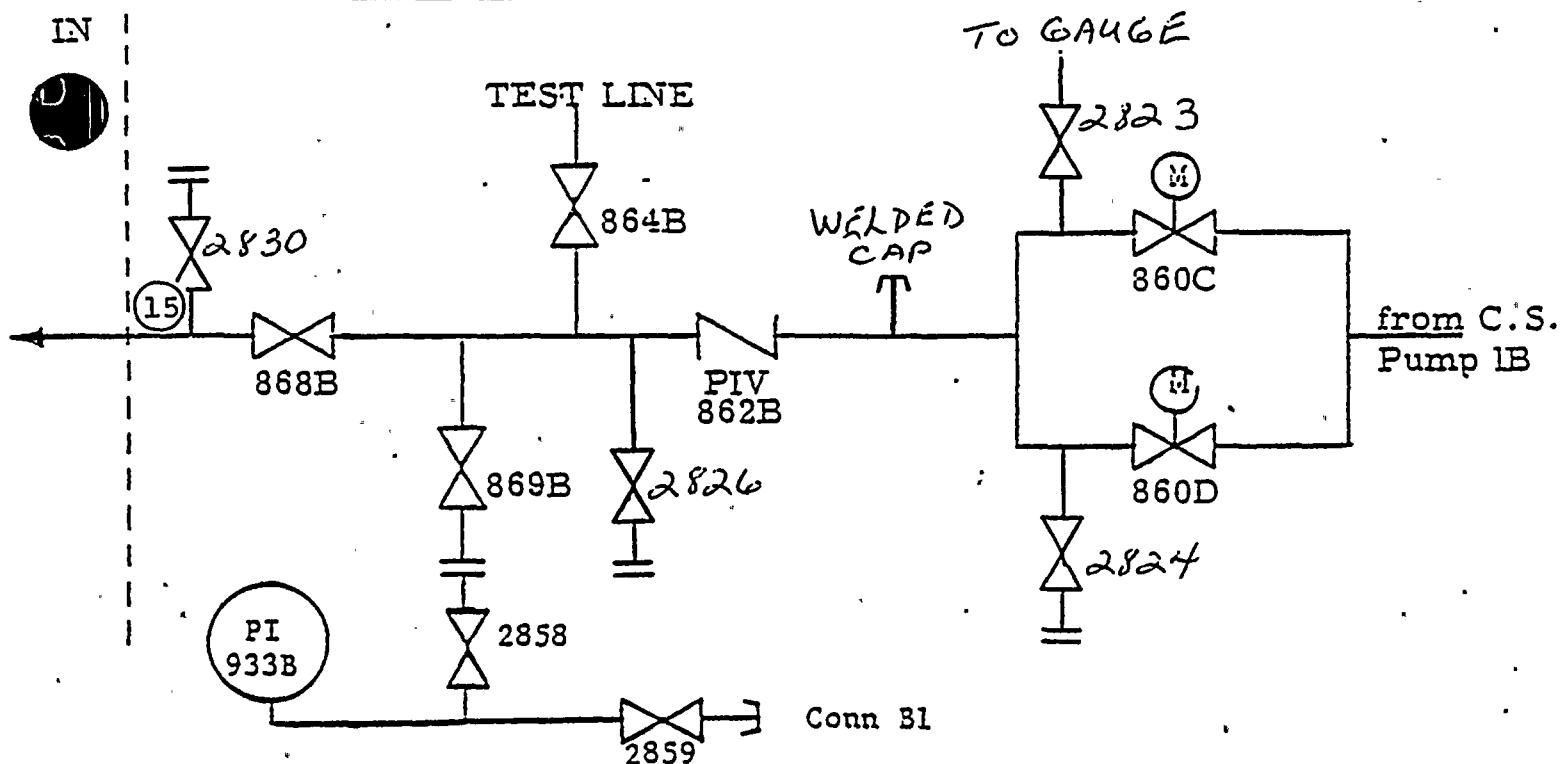 IN
TO GAUGE
TEST LINE
2823
M
864B
WELDED
CAP
2830
860C
15
from C.S.
Pump 1B
868B
PIV
862B
M
869B
2826
860D
2824
PI
933B
2858
Conn B1
2859